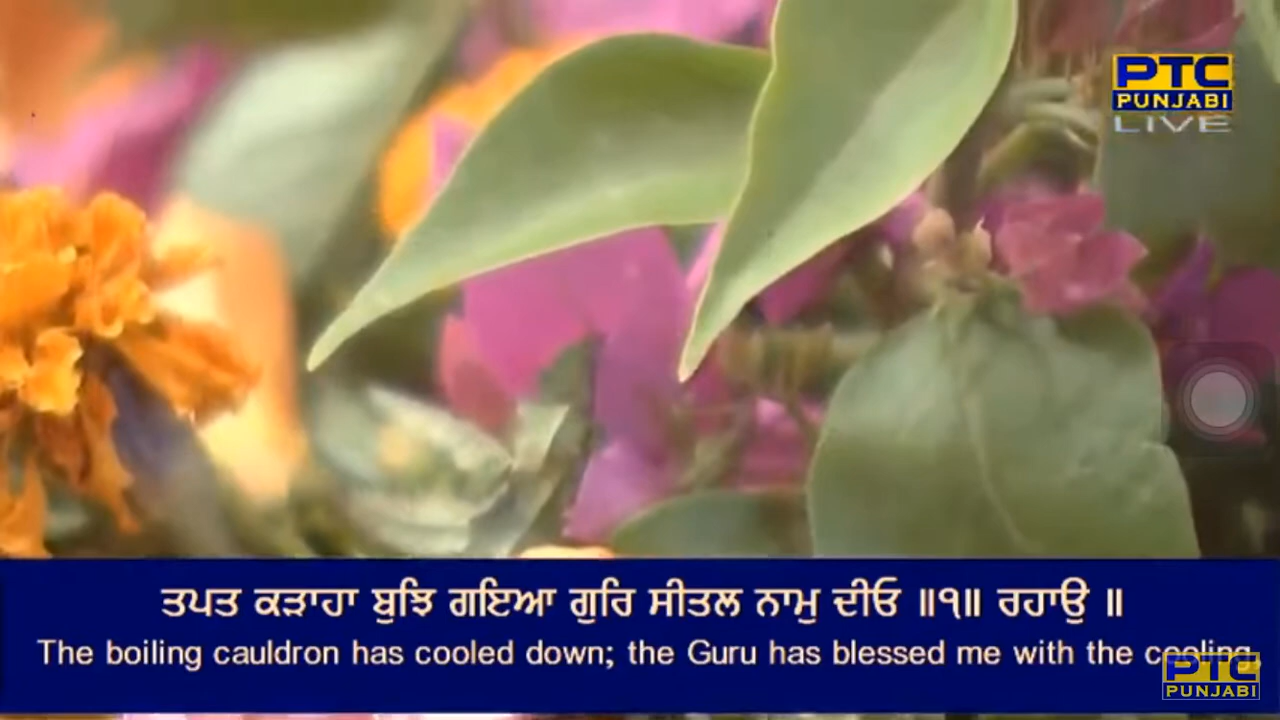 PTC
PUNJABI
LIVE
ਤਪਤ ਕੜਾਹਾ ਬੁਝਿ ਗਇਆ ਗੁਰਿ ਸੀਤਲ ਨਾਮੁ ਦੀਓ ॥੧॥ ਰਹਾਉ ॥
The boiling cauldron has cooled down; the Guru has blessed me with the cooling,
PTC
PUNJABI